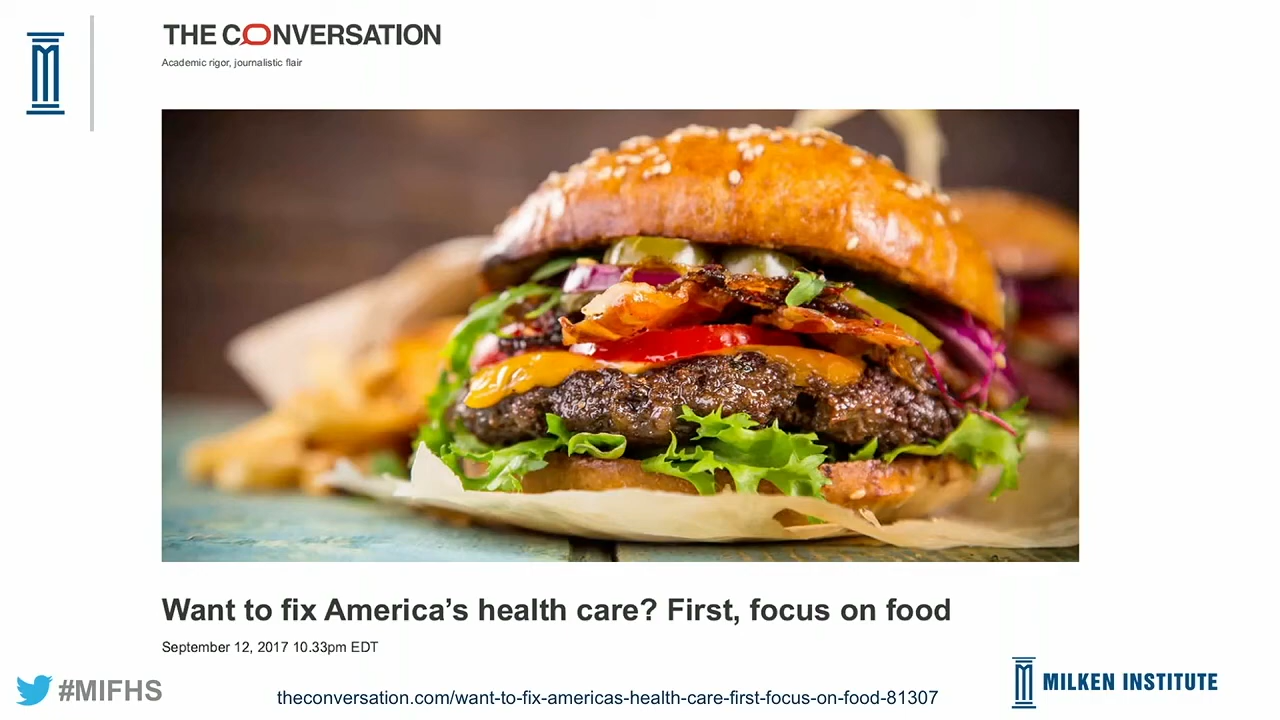 THE CONVERSATION
Academic rigor, journalistic flair
Want to fix America’s health care? First, focus on food
September 12, 2017 10.33pm EDT
#MIFHS
theconversation.com/want-to-fix-americas-health-care-first-focus-on-food-81307
MILKEN INSTITUTE